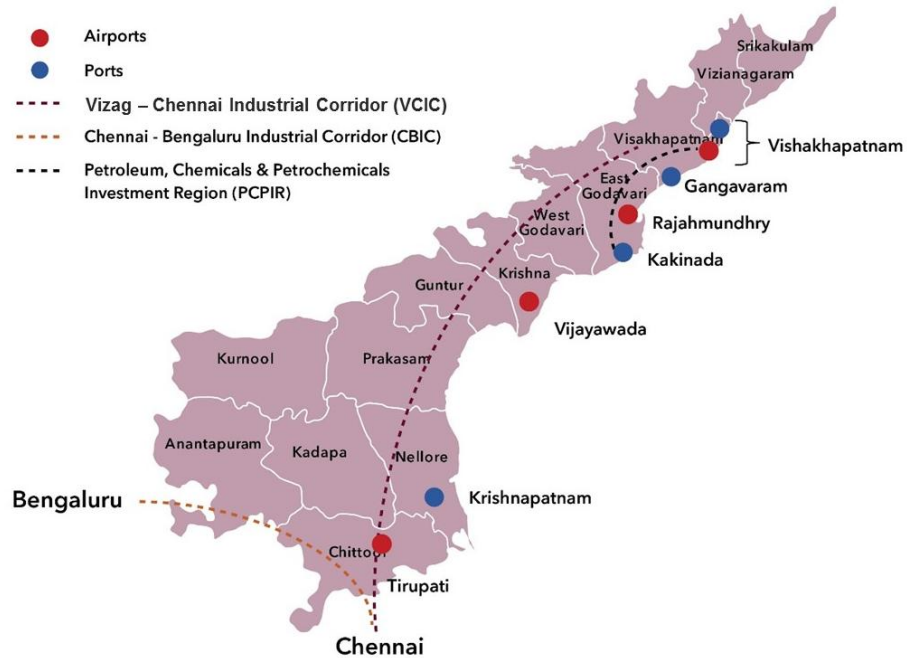 Airports
Ports
Vizag – Chennai Industrial Corridor (VCIC)
Chennai - Bengaluru Industrial Corridor (CBIC)
Petroleum, Chemicals & Petrochemicals
Investment Region (PCPIR)
Srikakulam
Vizianagaram
Visakhapatnam
Vishakhapatnam
East
Godavari
Gangavaram
West
Godavari
Rajahmundhry
Kakinada
Krishna
Guntur
Vijayawada
Kurnool
Prakasam
Anantapuram
Kadapa
Nellore
Bengaluru
Krishnapatnam
Chittoor
Tirupati
Chennai